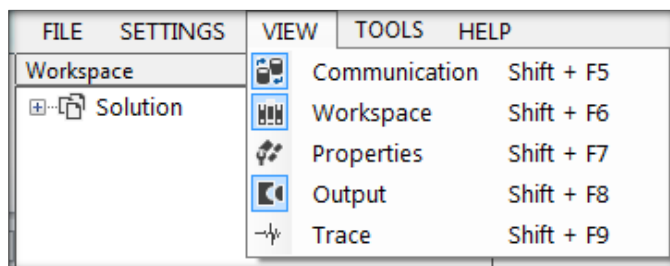 FILE SETTINGS VIEW TOOLS HELP
Workspace
Solution
Communication Shift + F5
Workspace Shift + F6
Properties Shift + F7
Output Shift + F8
Trace Shift + F9